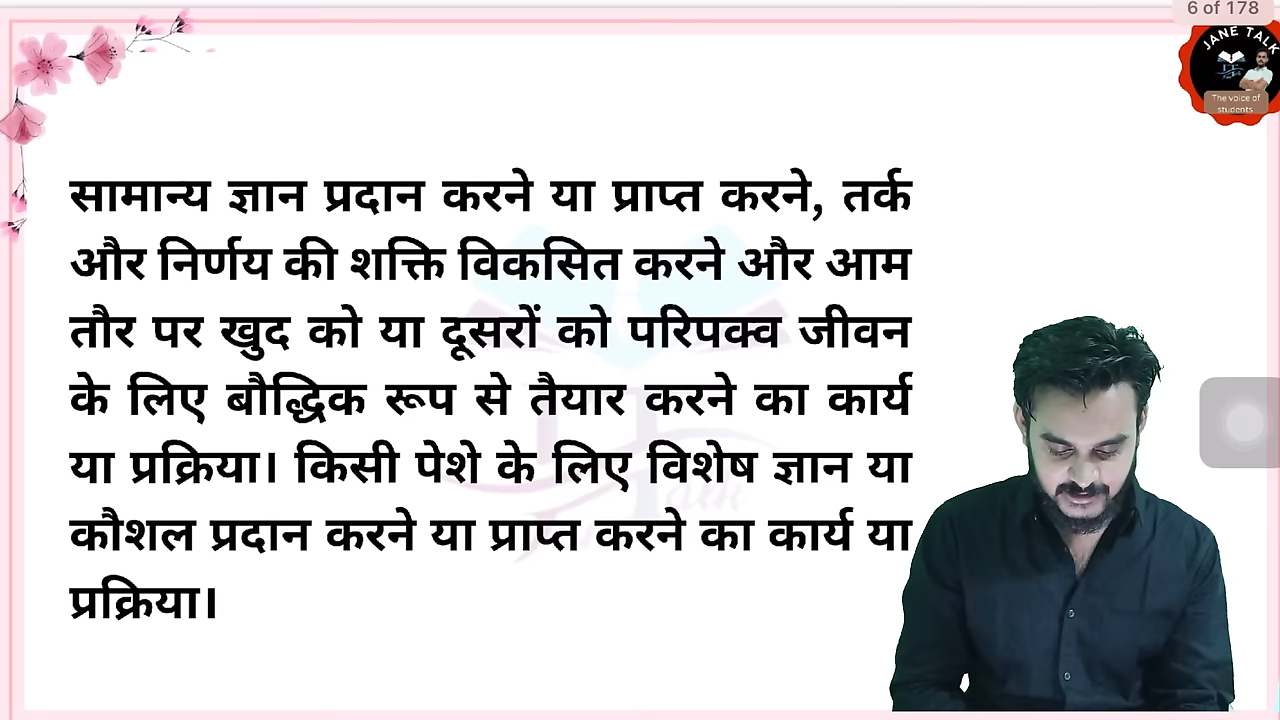 6 of 178
JANE TALK
The voice of
students
सामान्य ज्ञान प्रदान करने या प्राप्त करने, तर्क
और निर्णय की शक्ति विकसित करने और आम
तौर पर खुद को या दूसरों को परिपक्व जीवन
के लिए बौद्धिक रूप से तैयार करने का कार्य
या प्रक्रिया। किसी पेशे के लिए विशेष ज्ञान या
कौशल प्रदान करने या प्राप्त करने का कार्य या
प्रक्रिया।